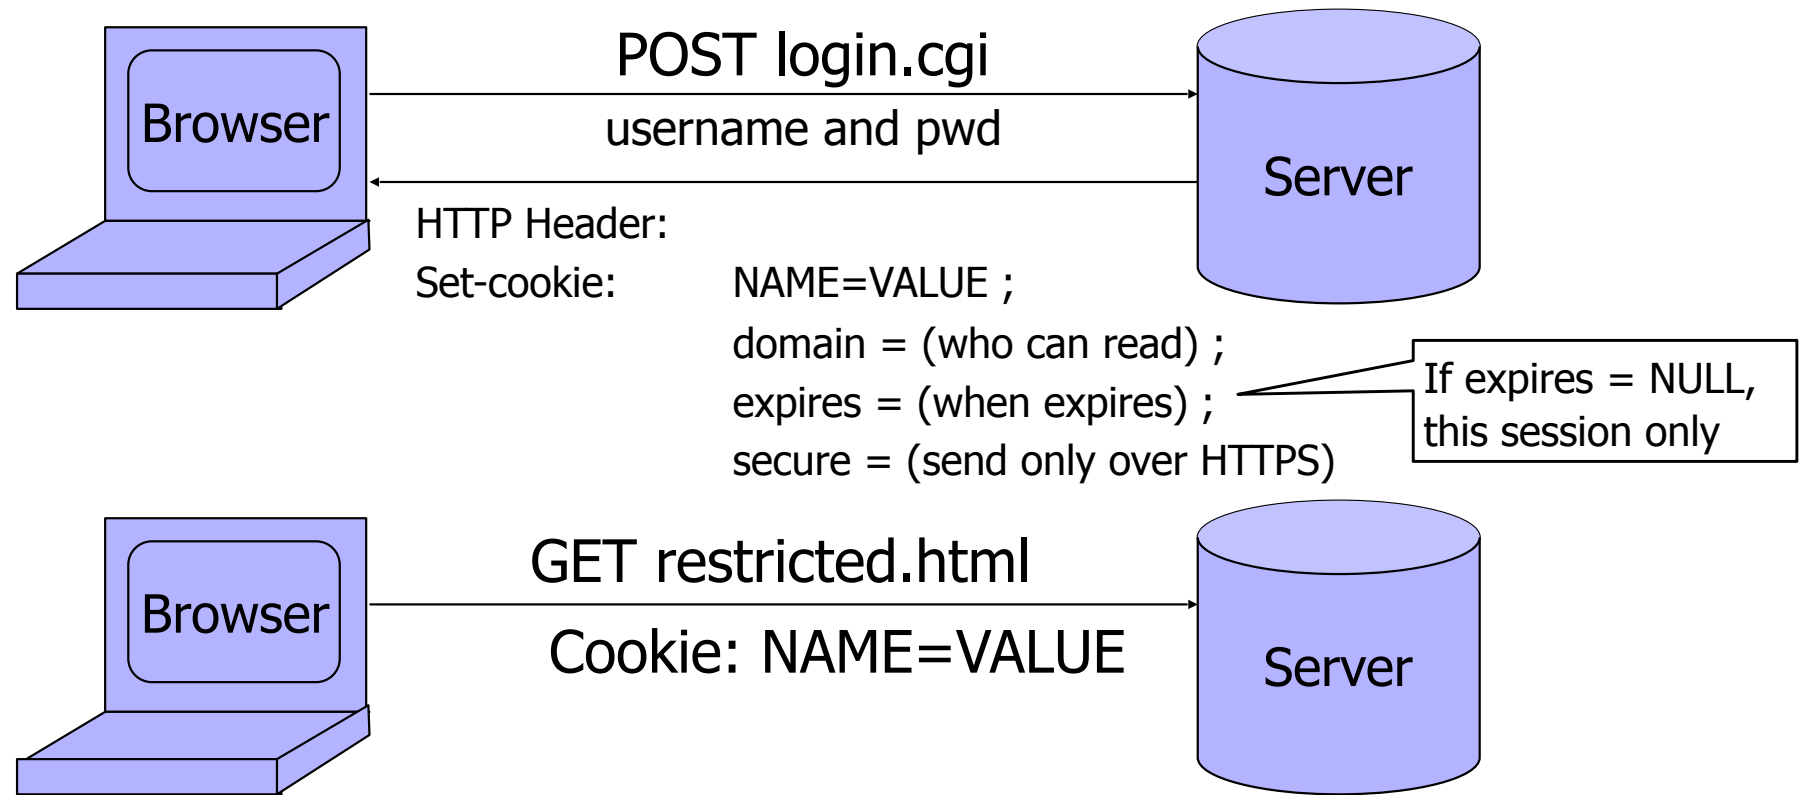 POST login.cgi
Browser
username and pwd
Server
HTTP Header:
Set-cookie: NAME=VALUE ;
domain = (who can read) ;
expires = (when expires) ;
secure = (send only over HTTPS)
If expires = NULL,
this session only
GET restricted.html
Browser
Cookie: NAME=VALUE
Server